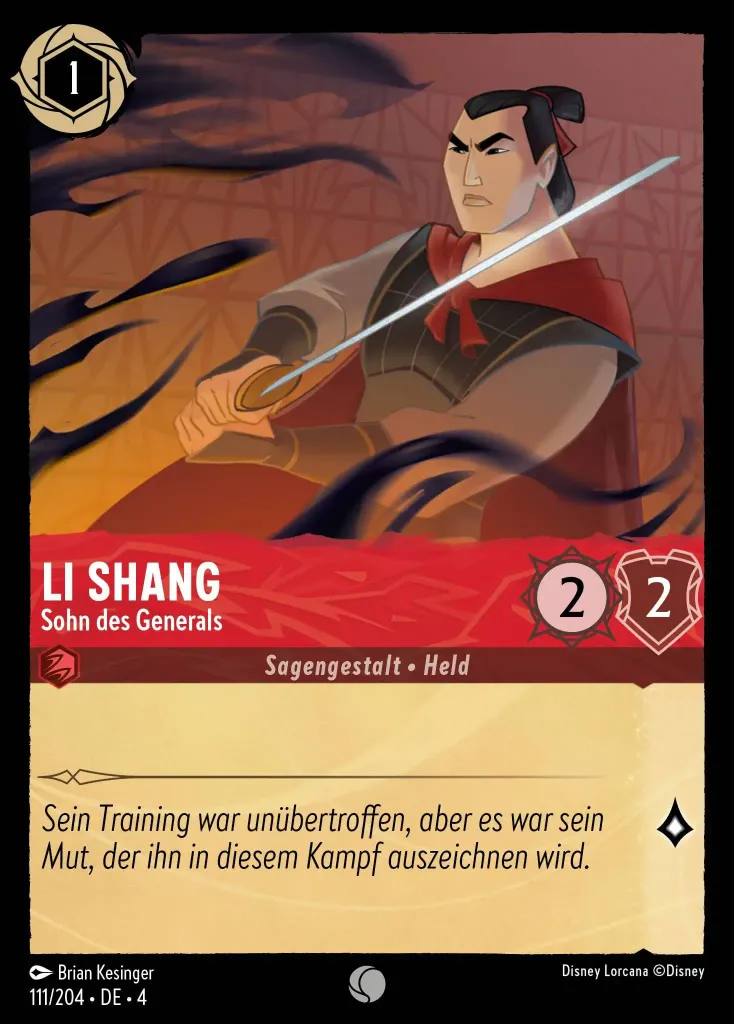 1
LI SHANG
Sohn des Generals
2
2
Sagengestalt • Held
Sein Training war unübertroffen, aber es war sein
Mut, der ihn in diesem Kampf auszeichnen wird.
Brian Kesinger
Disney Lorcana ©Disney
111/204 • DE • 4